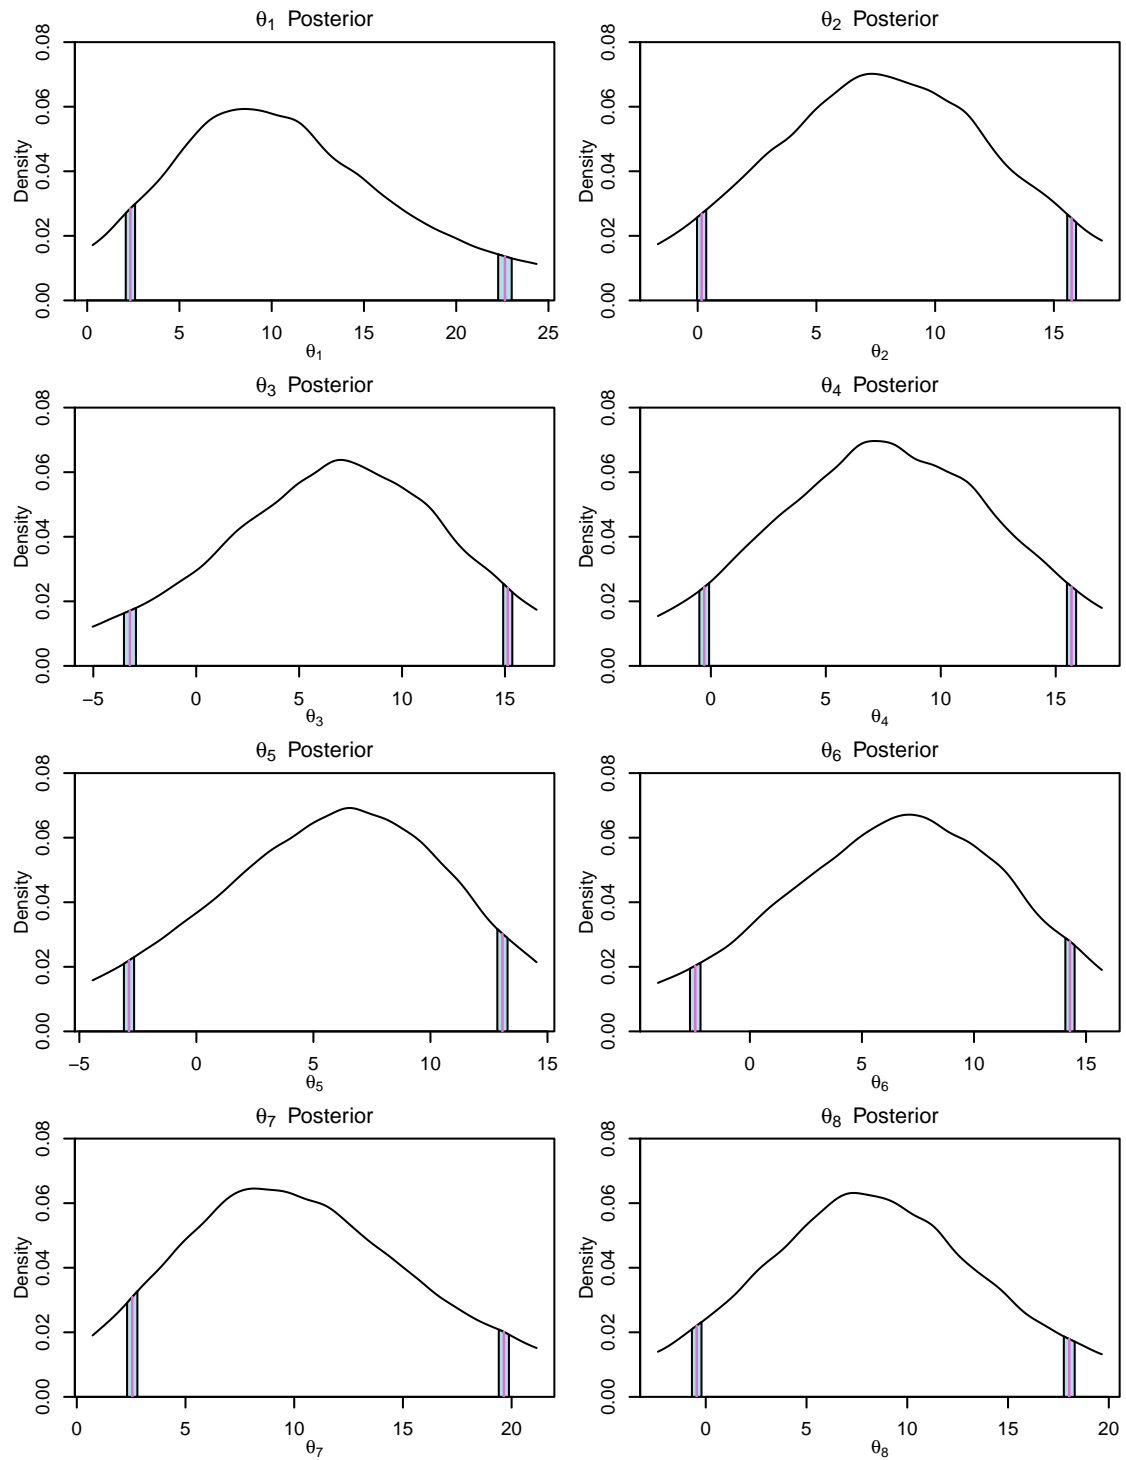 θ1 Posterior
Density
0.00 0.02 0.04 0.06 0.08
0 5 10 15 20 25
θ1
θ2 Posterior
Density
0.00 0.02 0.04 0.06 0.08
0 5 10 15
θ2
θ3 Posterior
Density
0.00 0.02 0.04 0.06 0.08
−5 0 5 10 15
θ3
θ4 Posterior
Density
0.00 0.02 0.04 0.06 0.08
0 5 10 15
θ4
θ5 Posterior
Density
0.00 0.02 0.04 0.06 0.08
−5 0 5 10 15
θ5
θ6 Posterior
Density
0.00 0.02 0.04 0.06 0.08
0 5 10 15
θ6
θ7 Posterior
Density
0.00 0.02 0.04 0.06 0.08
0 5 10 15 20
θ7
θ8 Posterior
Density
0.00 0.02 0.04 0.06 0.08
0 5 10 15 20
θ8